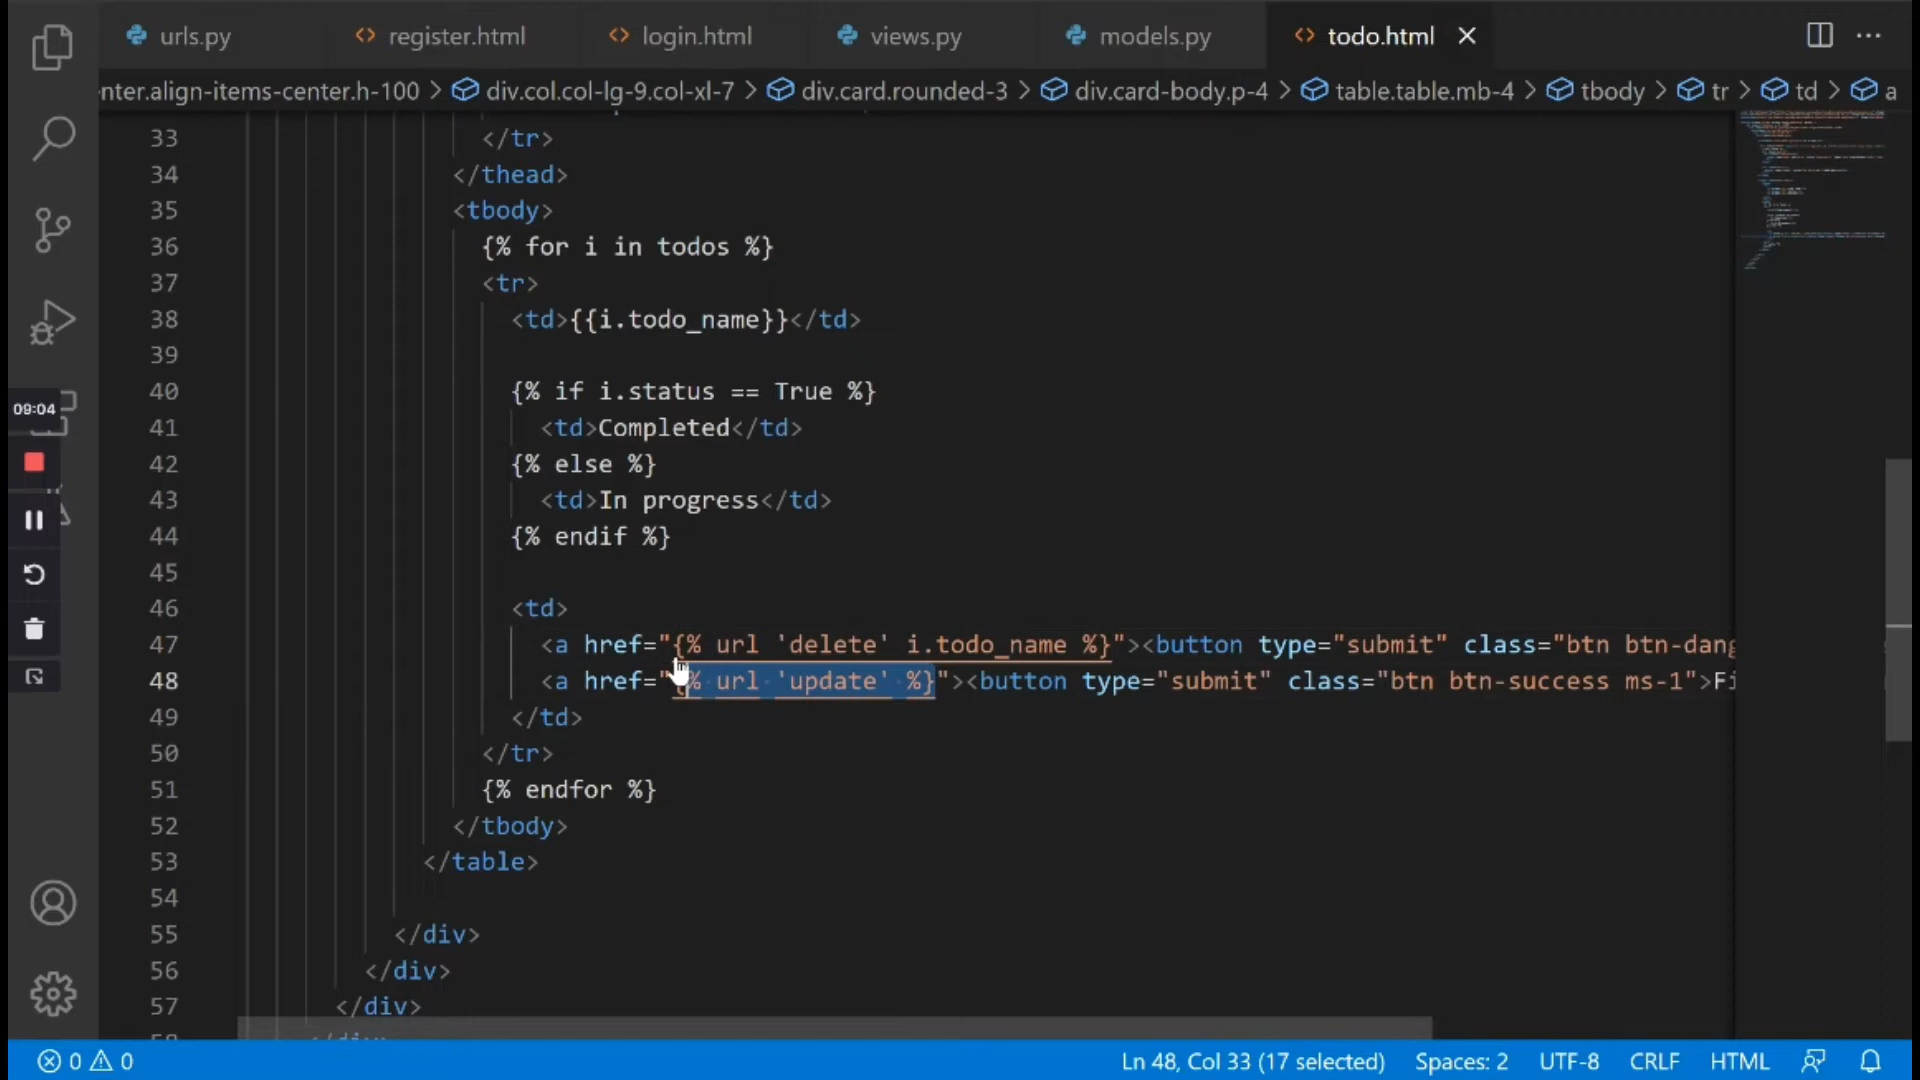 urls.py register.html login.html views.py models.py todo.html
nter.align-items-center.h-100 > div.col.col-lg-9.col-xl-7 > div.card.rounded-3 > div.card-body.p-4 > table.table.mb-4 > tbody > tr > td > a
33 </tr>
34 </thead>
35 <tbody>
36 {% for i in todos %}
37 <tr>
38 <td>{{i.todo_name}}</td>
39
40 {% if i.status == True %}
41 <td>Completed</td>
42 {% else %}
43 <td>In progress</td>
44 {% endif %}
45
46 <td>
47 <a href="{% url 'delete' i.todo_name %}"><button type="submit" class="btn btn-dang
48 <a href="{% url 'update' %}"><button type="submit" class="btn btn-success ms-1">Fi
49 </td>
50 </tr>
51 {% endfor %}
52 </tbody>
53 </table>
54
55 </div>
56 </div>
57 </div>
09:04
0 0 Ln 48, Col 33 (17 selected) Spaces: 2 UTF-8 CRLF HTML